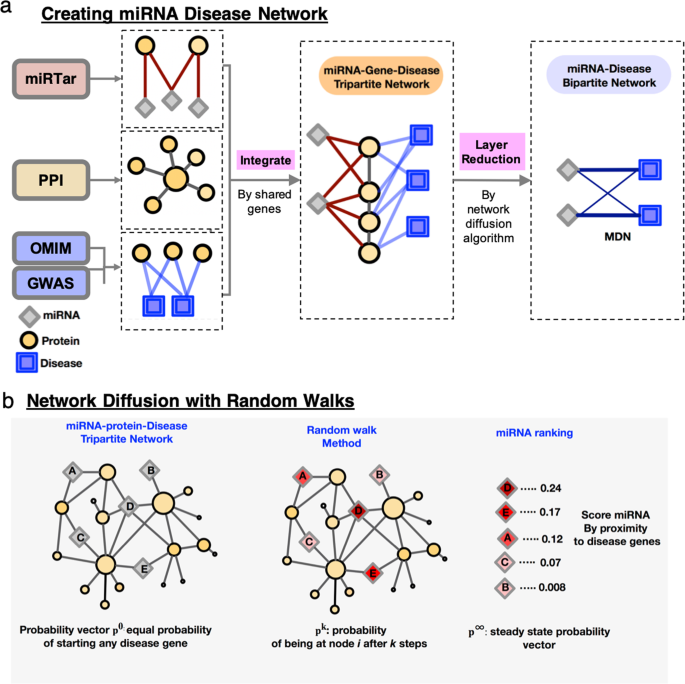 a
Creating miRNA Disease Network
miRTar
PPI
OMIM
GWAS
miRNA
Protein
Disease
Integrate
By shared
genes
miRNA-Gene-Disease
Tripartite Network
Layer
Reduction
By
network
diffusion
algorithm
miRNA-Disease
Bipartite Network
MDN
b
Network Diffusion with Random Walks
miRNA-protein-Disease
Tripartite Network
A
B
D
C
E
Probability vector p⁰: equal probability
of starting any disease gene
Random walk
Method
A
B
D
C
E
pᵏ: probability
of being at node i after k steps
miRNA ranking
D ····· 0.24
E ····· 0.17
A ····· 0.12
C ····· 0.07
B ····· 0.008
Score miRNA
By proximity
to disease genes
p∞: steady state probability
vector